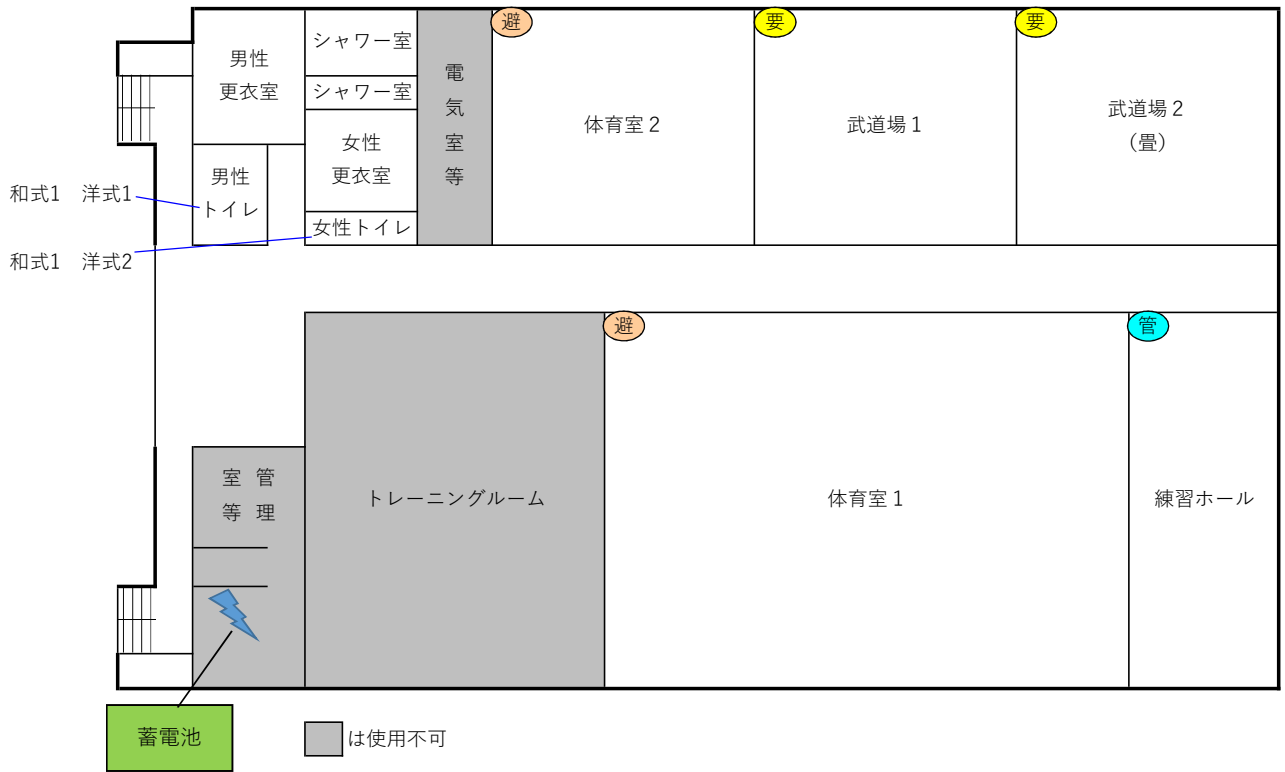 避
要
要
シャワー室
男性
更衣室
シャワー室
電気室等
体育室２
武道場１
武道場２
（畳）
女性
更衣室
男性
トイレ
和式1　洋式1
女性トイレ
和式1　洋式2
避
管
管理
室等
トレーニングルーム
体育室１
練習ホール
蓄電池
は使用不可